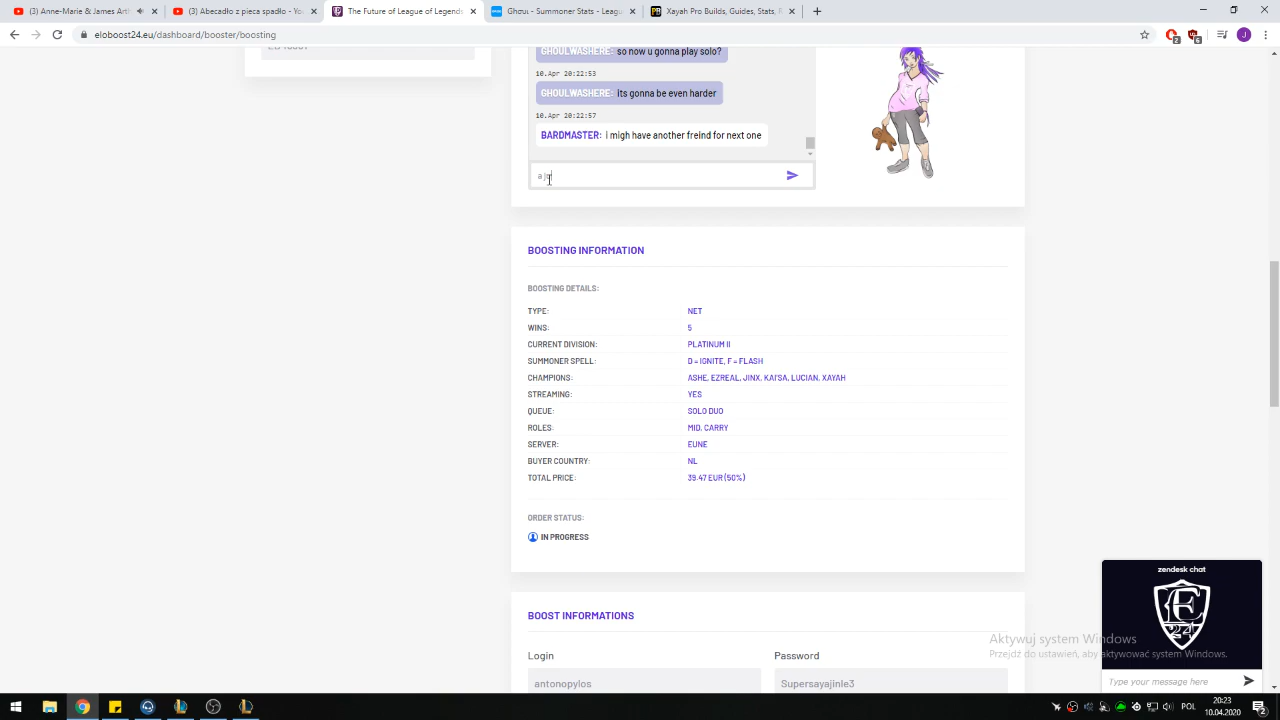 (3) Anne-Marie & James Art
(3) Abecadło z pieca spadło - You
The Future of League of Legends
Ghoul - Summoner Stats - Leagu
Xayah Pro Builds, Guides, Stats, R
eloboost24.eu/dashboard/booster/boosting
GHOULWASHERE: so now u gonna play solo?
10.Apr 20:22:53
GHOULWASHERE: its gonna be even harder
10.Apr 20:22:57
BARDMASTER: i migh have another freind for next one
BOOSTING INFORMATION
BOOSTING DETAILS:
TYPE: NET
WINS: 5
CURRENT DIVISION: PLATINUM II
SUMMONER SPELL: D = IGNITE, F = FLASH
CHAMPIONS: ASHE, EZREAL, JINX, KAI'SA, LUCIAN, XAYAH
STREAMING: YES
QUEUE: SOLO DUO
ROLES: MID, CARRY
SERVER: EUNE
BUYER COUNTRY: NL
TOTAL PRICE: 39.47 EUR (50%)
ORDER STATUS:
IN PROGRESS
BOOST INFORMATIONS
Login Password
antonopylos Supersayajinle3
zendesk chat
E
24
Aktywuj system Windows
Przejdź do ustawień, aby aktywować system Windows.
Type your message here
POL
20:23
10.04.2020
2